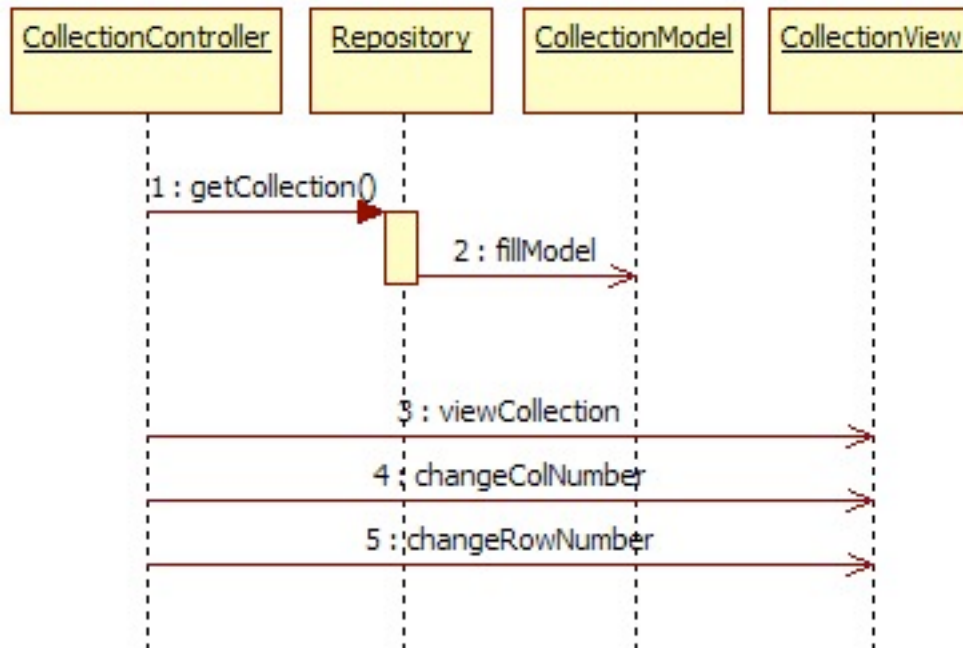 CollectionController
Repository
CollectionModel
CollectionView
1 : getCollection()
2 : fillModel
3 : viewCollection
4 : changeColNumber
5 : changeRowNumber